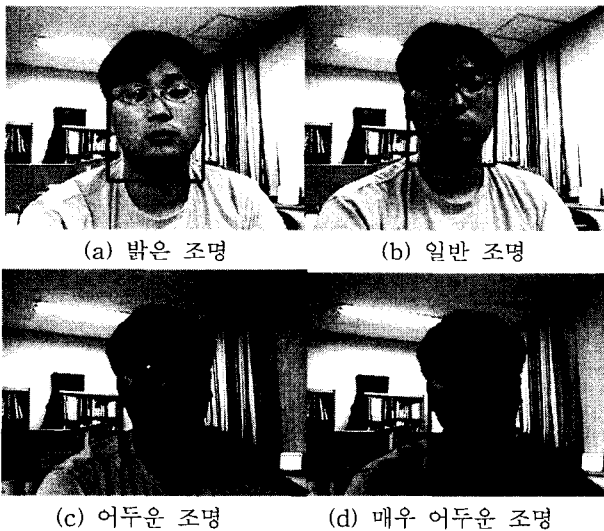 (a) 밝은 조명
(b) 일반 조명
(c) 어두운 조명
(d) 매우 어두운 조명